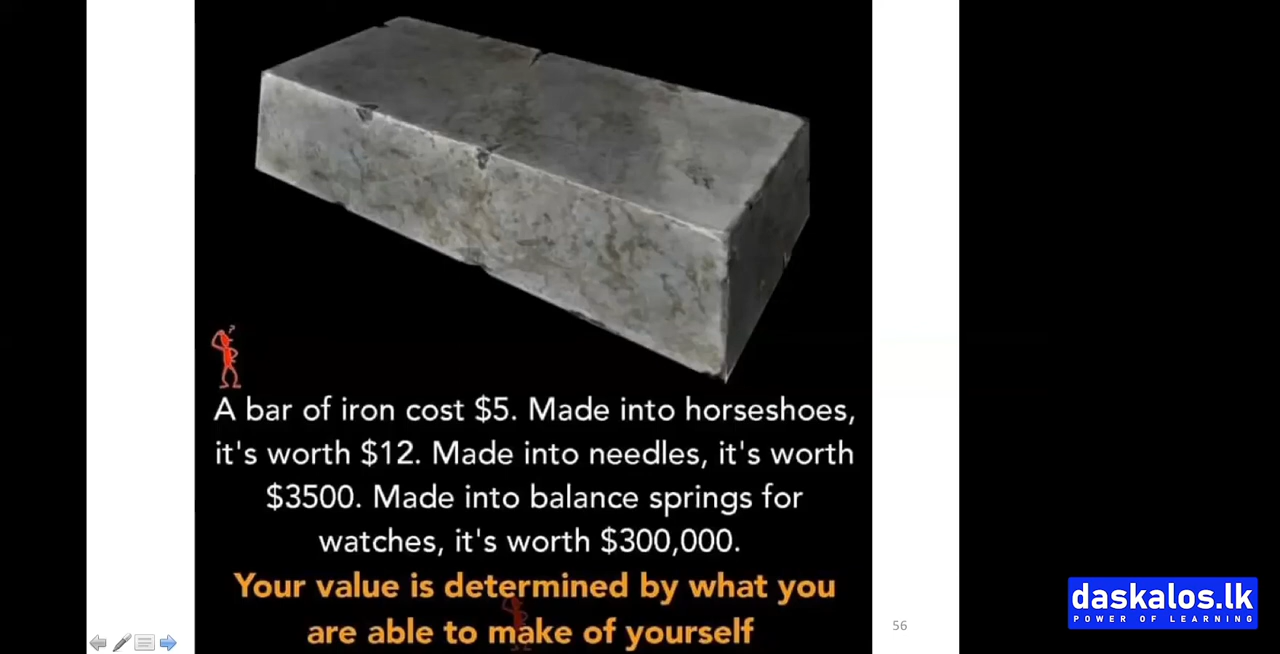 A bar of iron cost $5. Made into horseshoes,
it's worth $12. Made into needles, it's worth
$3500. Made into balance springs for
watches, it's worth $300,000.
Your value is determined by what you
are able to make of yourself
56
daskalos.lk
POWER OF LEARNING